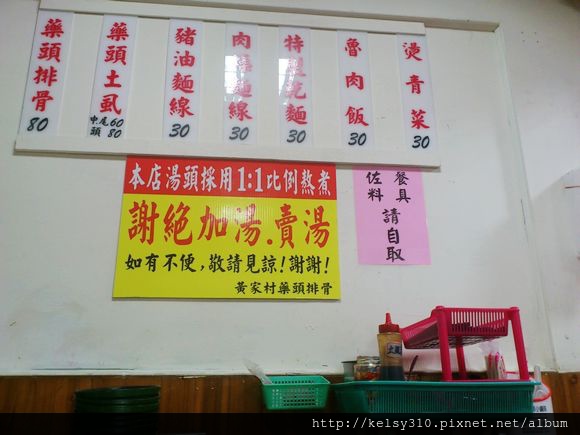 燙青菜 30
魯肉飯 30
特製乾麵 30
肉麵線 30
豬油麵線 30
藥頭土虱
中尾 60
頭 80
藥頭排骨 80
本店湯頭採用1:1比例熬煮
謝絕加湯.賣湯
如有不便,敬請見諒!謝謝!
黃家村藥頭排骨
餐具
佐料
請自取
http://kelsy310.pixnet.net/album